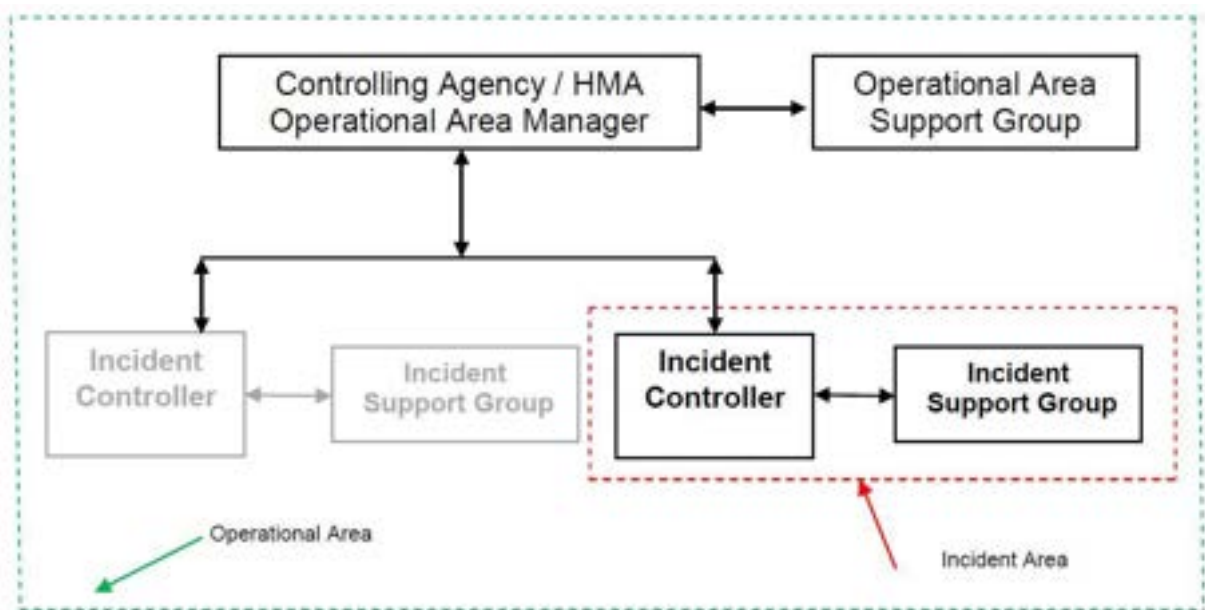 Controlling Agency / HMA
Operational Area Manager
Operational Area
Support Group
Incident
Controller
Incident
Support Group
Incident
Controller
Incident
Support Group
Operational Area
Incident Area